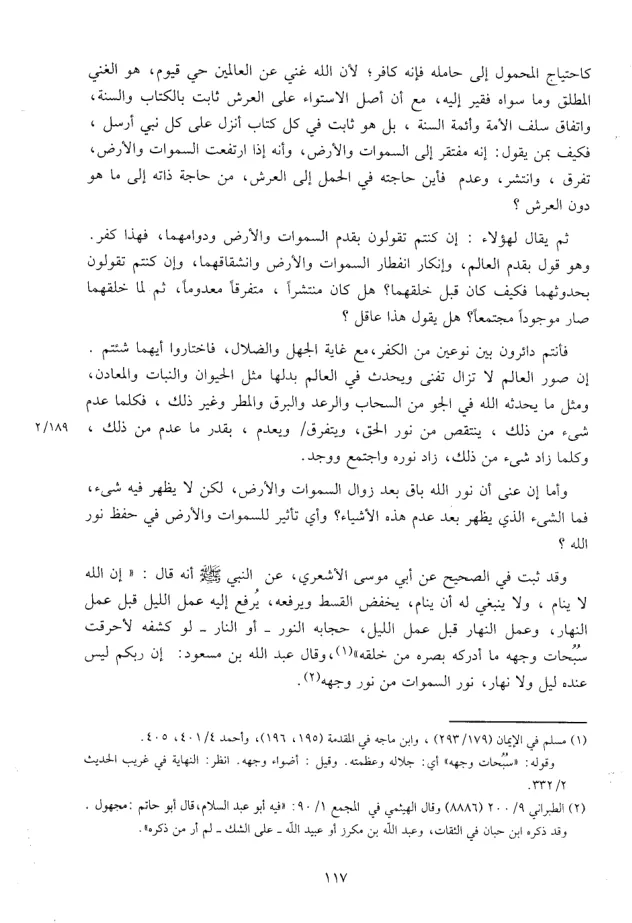 كاحتياج المحمول إلى حامله فإنه كافر؛ لأن الله غني عن العالمين حي قيوم، هو الغني
المطلق وما سواه فقير إليه، مع أن أصل الاستواء على العرش ثابت بالكتاب والسنة،
واتفاق سلف الأمة وأئمة السنة ، بل هو ثابت في كل كتاب أنزل على كل نبي أرسل ،
فكيف بمن يقول: إنه مفتقر إلى السموات والأرض، وأنه إذا ارتفعت السموات والأرض،
تفرق ، وانتشر، وعدم فأين حاجته في الحمل إلى العرش، من حاجة ذاته إلى ما هو
دون العرش ؟
ثم يقال لهؤلاء : إن كنتم تقولون بقدم السموات والأرض ودوامهما، فهذا كفر.
وهو قول بقدم العالم، وإنكار انفطار السموات والأرض وانشقاقهما، وإن كنتم تقولون
بحدوثهما فكيف كان قبل خلقهما؟ هل كان منتشراً ، متفرقاً معدوماً، ثم لما خلقهما
صار موجوداً مجتمعاً؟ هل يقول هذا عاقل ؟
فأنتم دائرون بين نوعين من الكفر،مع غاية الجهل والضلال، فاختاروا أيهما شئتم .
إن صور العالم لا تزال تفنى ويحدث في العالم بدلها مثل الحيوان والنبات والمعادن،
ومثل ما يحدثه الله في الجو من السحاب والرعد والبرق والمطر وغير ذلك ، فكلما عدم
شىء من ذلك ، ينتقص من نور الحق، ويتفرق/ ويعدم ، بقدر ما عدم من ذلك ،
٢/١٨٩
وكلما زاد شىء من ذلك، زاد نوره واجتمع ووجد.
وأما إن عنى أن نور الله باق بعد زوال السموات والأرض، لكن لا يظهر فيه شىء،
فما الشىء الذي يظهر بعد عدم هذه الأشياء؟ وأي تأثير للسموات والأرض في حفظ نور
الله ؟
وقد ثبت في الصحيح عن أبي موسى الأشعري، عن النبي ﷺ أنه قال : « إن الله
لا ينام ، ولا ينبغي له أن ينام، يخفض القسط ويرفعه، يُرفع إليه عمل الليل قبل عمل
النهار، وعمل النهار قبل عمل الليل، حجابه النور ـ أو النار ـ لو كشفه لأحرقت
سُبُحات وجهه ما أدركه بصره من خلقه»(١)،وقال عبد الله بن مسعود: إن ربكم ليس
عنده ليل ولا نهار، نور السموات من نور وجهه(٢).
(١) مسلم في الإيمان (٢٩٣/١٧٩) ، وابن ماجه في المقدمة (١٩٥، ١٩٦)، وأحمد ٤٠١/٤، ٤٠٥.
وقوله: «سُبُحات وجهه» أي: جلاله وعظمته. وقيل : أضواء وجهه. انظر: النهاية في غريب الحديث
٣٣٢/٢.
(٢) الطبراني ٢٠٠/٩ (٨٨٨٦) وقال الهيثمي في المجمع ٩٠/١: «فيه أبو عبد السلام،قال أبو حاتم :مجهول .
وقد ذكره ابن حبان في الثقات، وعبد الله بن مكرز أو عبيد الله ـ على الشك ـ لم أر من ذكره».
١١٧